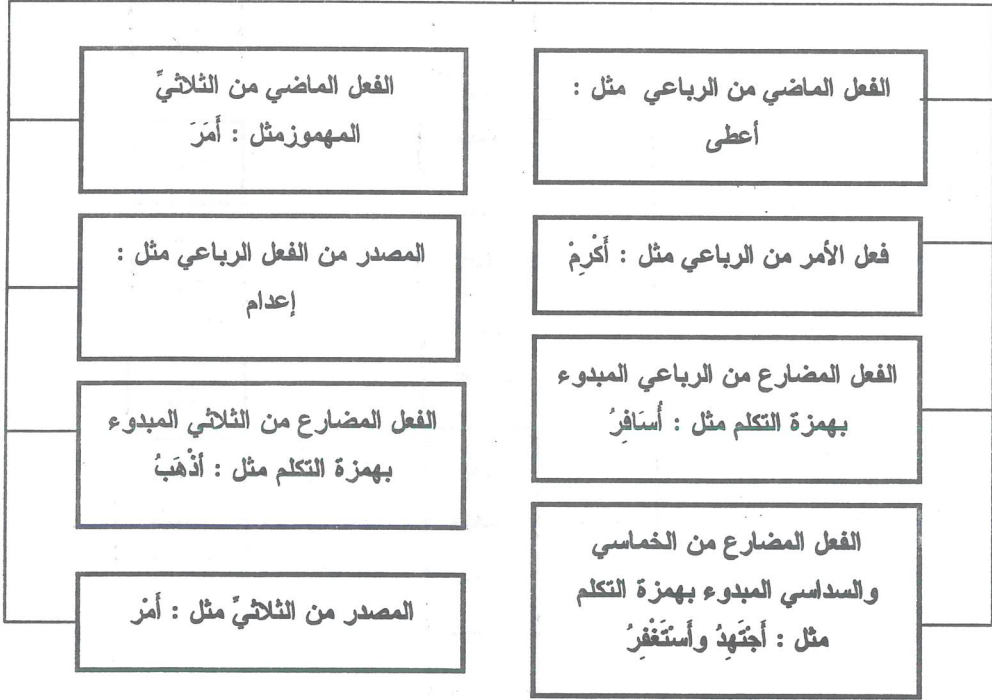 الفعل الماضي من الرباعي مثل :
أعطى
فعل الأمر من الرباعي مثل : أَكْرِمْ
الفعل المضارع من الرباعي المبدوء
بهمزة التكلم مثل : أُسَافِرُ
الفعل المضارع من الخماسي
والسداسي المبدوء بهمزة التكلم
مثل : أَجْتَهِدُ وأَسْتَغْفِرُ
الفعل الماضي من الثلاثيِّ
المهموزمثل : أَمَرَ
المصدر من الفعل الرباعي مثل :
إعدام
الفعل المضارع من الثلاثي المبدوء
بهمزة التكلم مثل : أذْهَبُ
المصدر من الثلاثيِّ مثل : أَمْر